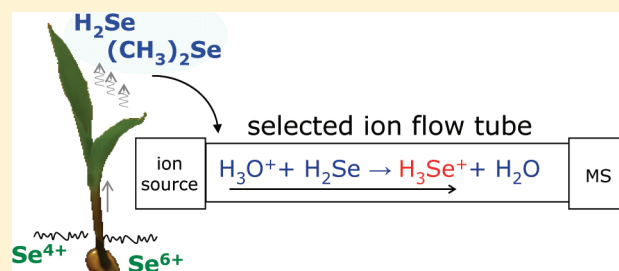 H₂Se
(CH₃)₂Se
selected ion flow tube
ion
source
H₃O⁺ + H₂Se → H₃Se⁺ + H₂O
MS
Se⁴⁺
Se⁶⁺